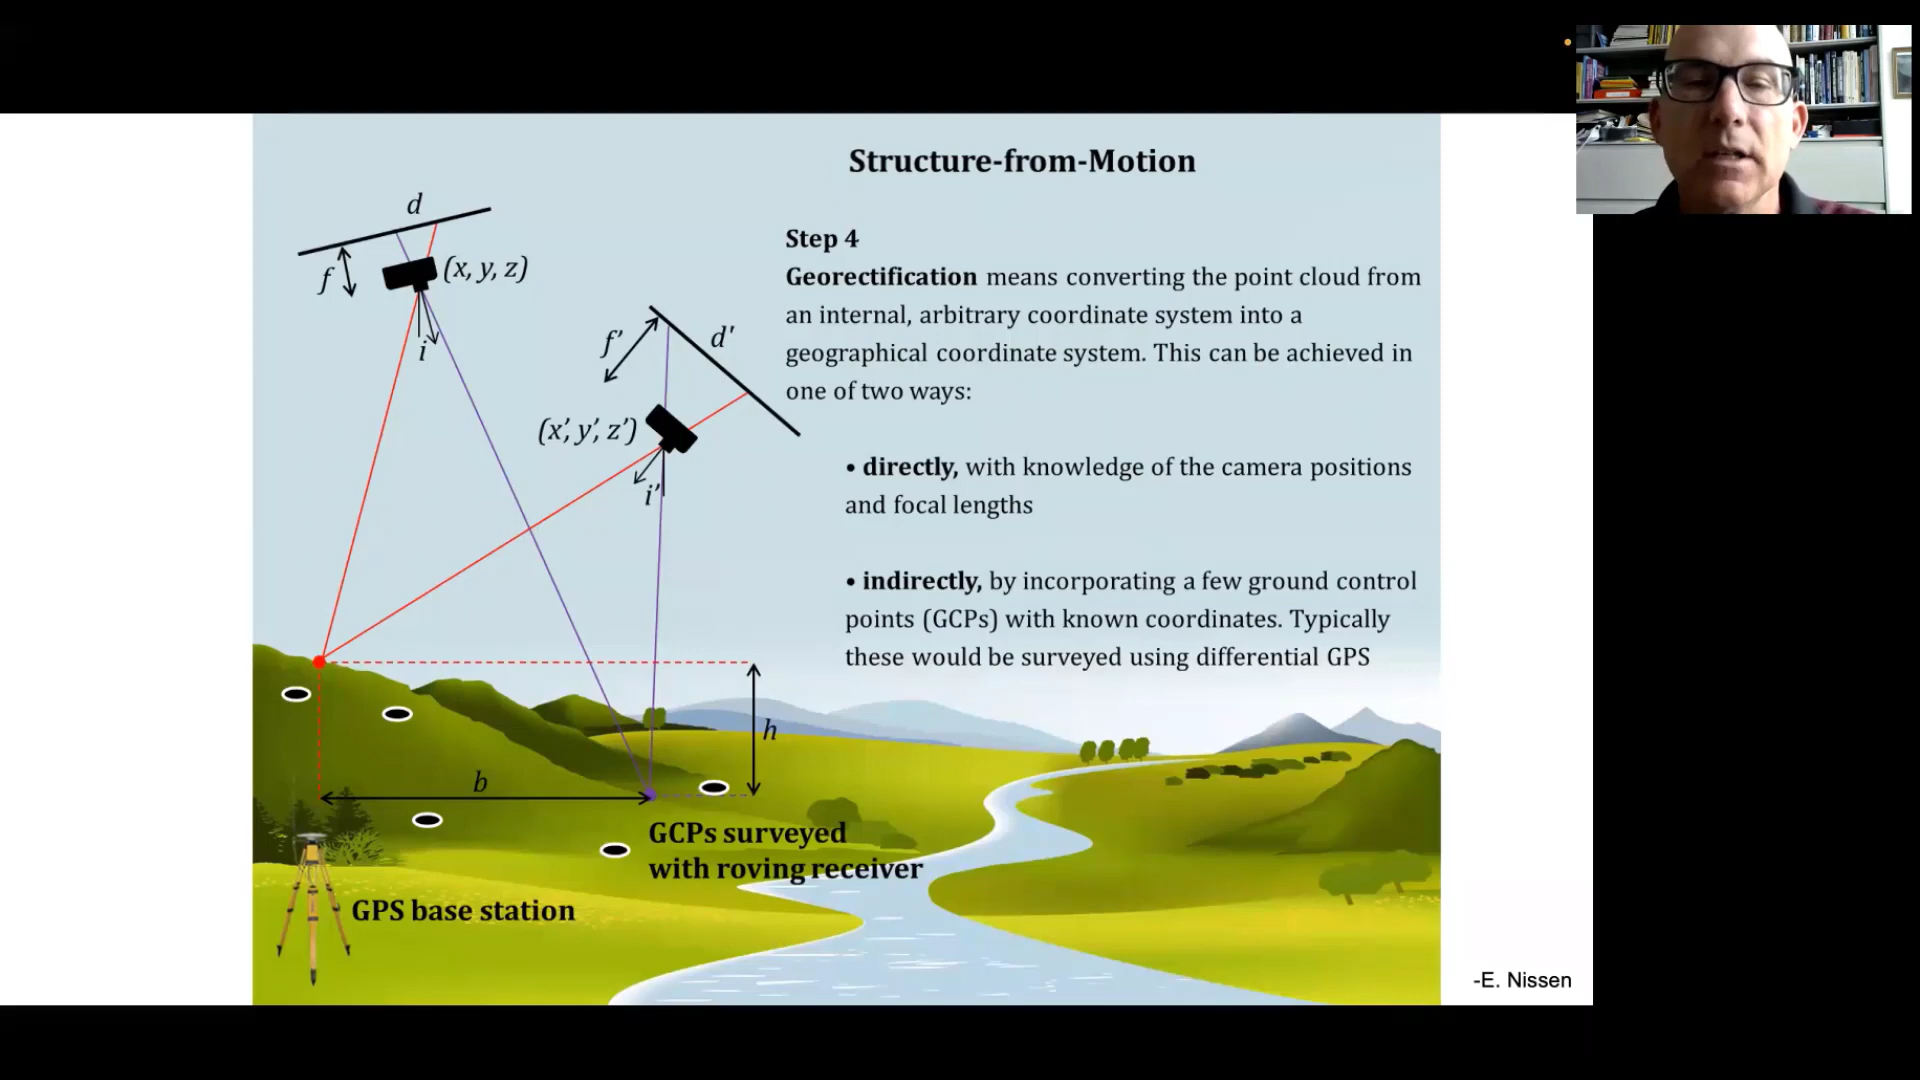 Structure-from-Motion
d
f
(x, y, z)
i
f'
d'
(x', y', z')
i'
Step 4
Georectification means converting the point cloud from
an internal, arbitrary coordinate system into a
geographical coordinate system. This can be achieved in
one of two ways:
• directly, with knowledge of the camera positions
and focal lengths
• indirectly, by incorporating a few ground control
points (GCPs) with known coordinates. Typically
these would be surveyed using differential GPS
h
b
GCPs surveyed
with roving receiver
GPS base station
-E. Nissen